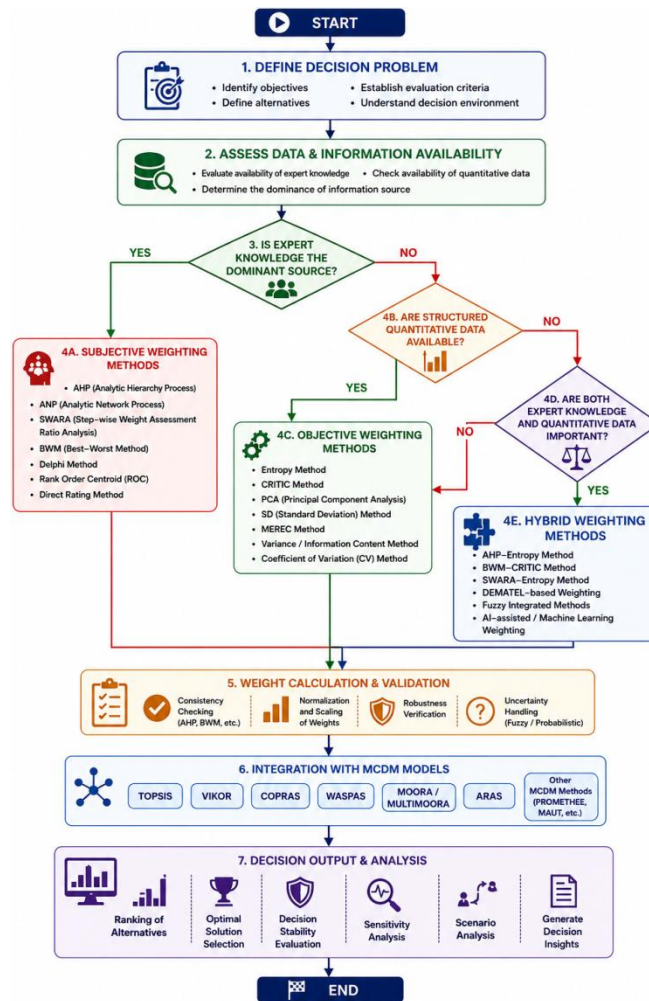 START
1. DEFINE DECISION PROBLEM
• Identify objectives
• Define alternatives
• Establish evaluation criteria
• Understand decision environment
2. ASSESS DATA & INFORMATION AVAILABILITY
• Evaluate availability of expert knowledge
• Check availability of quantitative data
• Determine the dominance of information source
3. IS EXPERT
KNOWLEDGE THE
DOMINANT SOURCE?
YES
NO
4B. ARE STRUCTURED
QUANTITATIVE DATA
AVAILABLE?
YES
NO
4A. SUBJECTIVE WEIGHTING
METHODS
• AHP (Analytic Hierarchy Process)
• ANP (Analytic Network Process)
• SWARA (Step-wise Weight Assessment
Ratio Analysis)
• BWM (Best–Worst Method)
• Delphi Method
• Rank Order Centroid (ROC)
• Direct Rating Method
4D. ARE BOTH
EXPERT KNOWLEDGE
AND QUANTITATIVE DATA
IMPORTANT?
NO
YES
4C. OBJECTIVE WEIGHTING
METHODS
• Entropy Method
• CRITIC Method
• PCA (Principal Component Analysis)
• SD (Standard Deviation) Method
• MEREC Method
• Variance / Information Content Method
• Coefficient of Variation (CV) Method
4E. HYBRID WEIGHTING
METHODS
• AHP–Entropy Method
• BWM–CRITIC Method
• SWARA–Entropy Method
• DEMATEL-based Weighting
• Fuzzy Integrated Methods
• AI-assisted / Machine Learning
Weighting
5. WEIGHT CALCULATION & VALIDATION
Consistency
Checking
(AHP, BWM, etc.)
Normalization
and Scaling
of Weights
Robustness
Verification
Uncertainty
Handling
(Fuzzy / Probabilistic)
6. INTEGRATION WITH MCDM MODELS
TOPSIS
VIKOR
COPRAS
WASPAS
MOORA /
MULTIMOORA
ARAS
Other
MCDM Methods
(PROMETHEE,
MAUT, etc.)
7. DECISION OUTPUT & ANALYSIS
Ranking of
Alternatives
Optimal
Solution
Selection
Decision
Stability
Evaluation
Sensitivity
Analysis
Scenario
Analysis
Generate
Decision
Insights
END